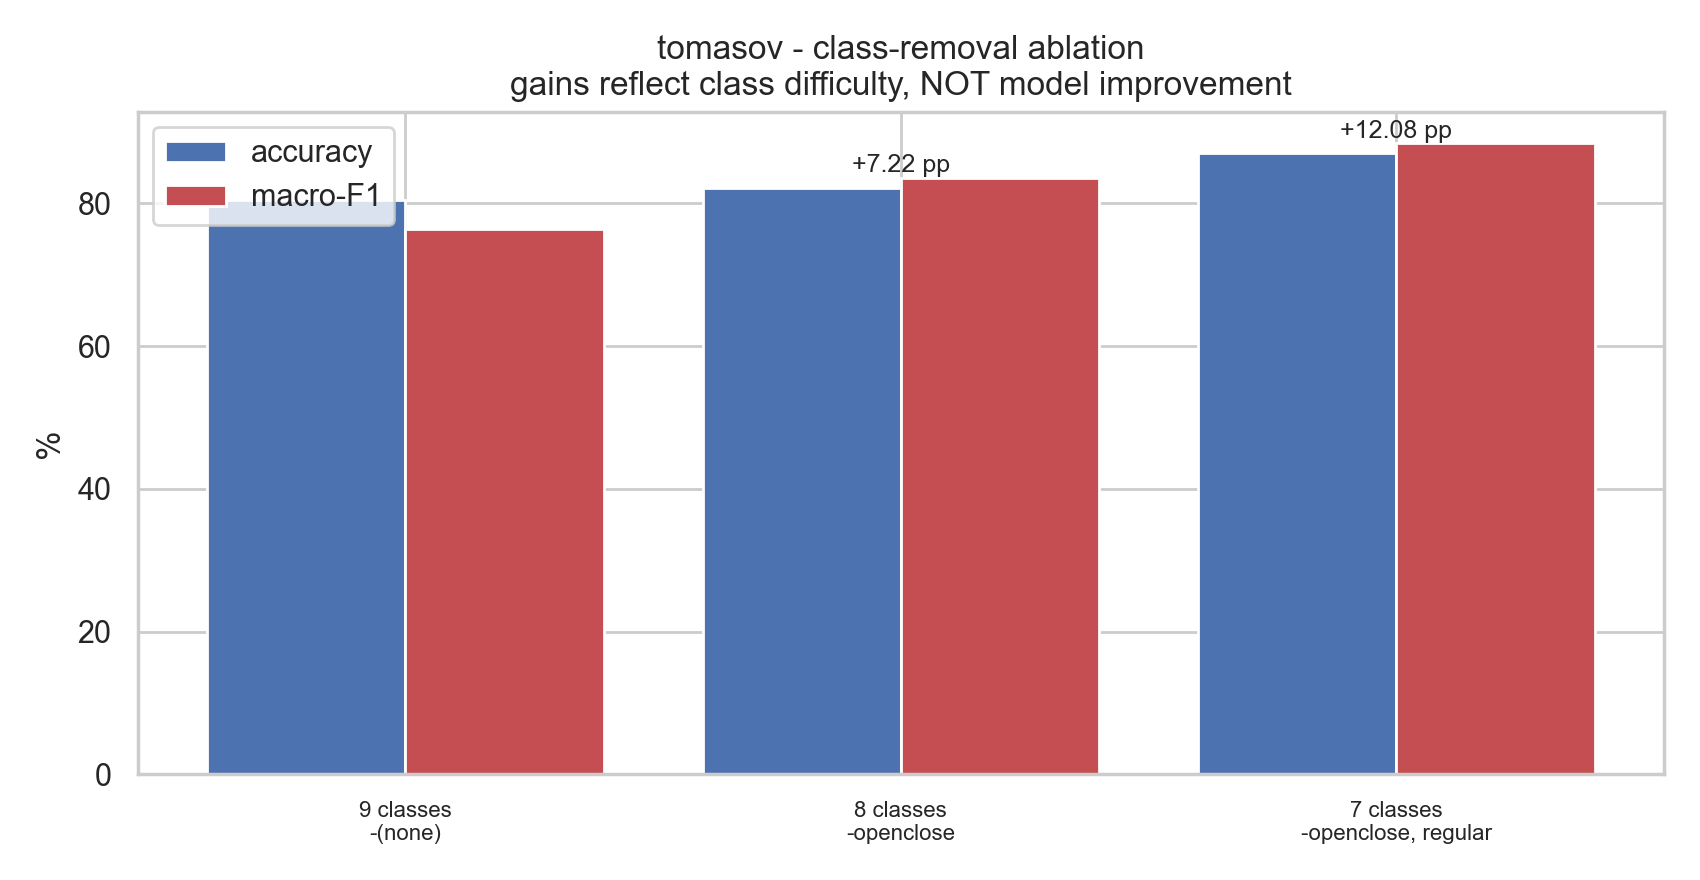 tomasov - class-removal ablation
gains reflect class difficulty, NOT model improvement
accuracy
macro-F1
+7.22 pp
+12.08 pp
80
60
40
20
0
%
9 classes
-(none)
8 classes
-openclose
7 classes
-openclose, regular